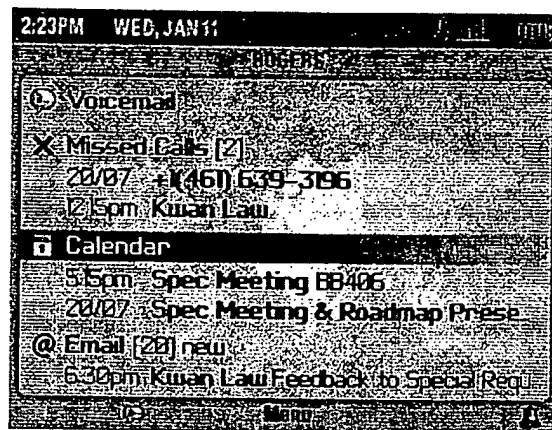 2:23PM WED, JAN 11
ROGERS
Voicemail
Missed Calls [2]
20/07 +1(461) 639-3196
12:15pm Kwan Law
Calendar
5:15pm Spec Meeting BB406
20/07 Spec Meeting & Roadmap Prese
@ Email [20] new
6:30pm Kwan Law Feedback to Special Requ
Menu